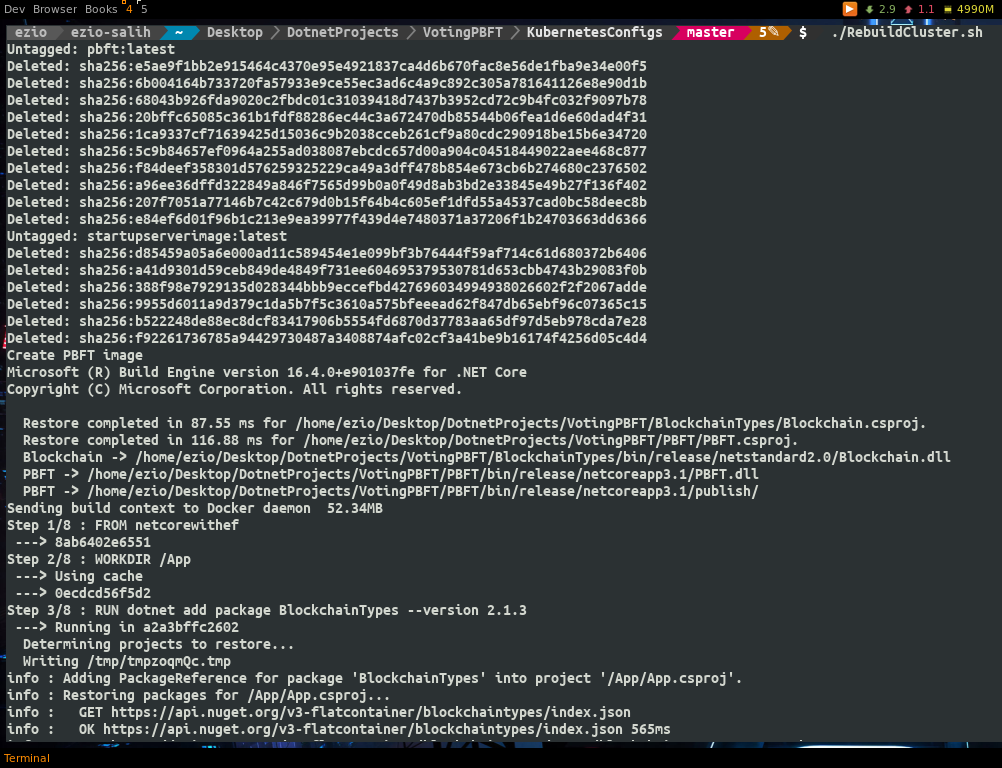 Dev Browser Books 4 5 2.9 1.1 4990M
ezio ezio-salih ~ Desktop DotnetProjects VotingPBFT KubernetesConfigs master 5✎ $ ./RebuildCluster.sh
Untagged: pbft:latest
Deleted: sha256:e5ae9f1bb2e915464c4370e95e4921837ca4d6b670fac8e56de1fba9e34e00f5
Deleted: sha256:6b004164b733720fa57933e9ce55ec3ad6c4a9c892c305a781641126e8e90d1b
Deleted: sha256:68043b926fda9020c2fbdc01c31039418d7437b3952cd72c9b4fc032f9097b78
Deleted: sha256:20bffc65085c361b1fdf88286ec44c3a672470db85544b06fea1d6e60dad4f31
Deleted: sha256:1ca9337cf71639425d15036c9b2038cceb261cf9a80cdc290918be15b6e34720
Deleted: sha256:5c9b84657ef0964a255ad038087ebcdc657d00a904c04518449022aee468c877
Deleted: sha256:f84deef358301d576259325229ca49a3dff478b854e673cb6b274680c2376502
Deleted: sha256:a96ee36dffd322849a846f7565d99b0a0f49d8ab3bd2e33845e49b27f136f402
Deleted: sha256:207f7051a77146b7c42c679d0b15f64b4c605ef1dfd55a4537cad0bc58deec8b
Deleted: sha256:e84ef6d01f96b1c213e9ea39977f439d4e7480371a37206f1b24703663dd6366
Untagged: startupserverimage:latest
Deleted: sha256:d85459a05a6e000ad11c589454e1e099bf3b76444f59af714c61d680372b6406
Deleted: sha256:a41d9301d59ceb849de4849f731ee604695379530781d653cbb4743b29083f0b
Deleted: sha256:388f98e7929135d028344bbb9eccefbd427696034994938026602f2f2067adde
Deleted: sha256:9955d6011a9d379c1da5b7f5c3610a575bfeeead62f847db65ebf96c07365c15
Deleted: sha256:b522248de88ec8dcf83417906b5554fd6870d37783aa65df97d5eb978cda7e28
Deleted: sha256:f92261736785a94429730487a3408874afc02cf3a41be9b16174f4256d05c4d4
Create PBFT image
Microsoft (R) Build Engine version 16.4.0+e901037fe for .NET Core
Copyright (C) Microsoft Corporation. All rights reserved.
Restore completed in 87.55 ms for /home/ezio/Desktop/DotnetProjects/VotingPBFT/BlockchainTypes/Blockchain.csproj.
Restore completed in 116.88 ms for /home/ezio/Desktop/DotnetProjects/VotingPBFT/PBFT/PBFT.csproj.
Blockchain -> /home/ezio/Desktop/DotnetProjects/VotingPBFT/BlockchainTypes/bin/release/netstandard2.0/Blockchain.dll
PBFT -> /home/ezio/Desktop/DotnetProjects/VotingPBFT/PBFT/bin/release/netcoreapp3.1/PBFT.dll
PBFT -> /home/ezio/Desktop/DotnetProjects/VotingPBFT/PBFT/bin/release/netcoreapp3.1/publish/
Sending build context to Docker daemon  52.34MB
Step 1/8 : FROM netcorewithef
---> 8ab6402e6551
Step 2/8 : WORKDIR /App
---> Using cache
---> 0ecdcd56f5d2
Step 3/8 : RUN dotnet add package BlockchainTypes --version 2.1.3
---> Running in a2a3bffc2602
Determining projects to restore...
Writing /tmp/tmpzoqmQc.tmp
info : Adding PackageReference for package 'BlockchainTypes' into project '/App/App.csproj'.
info : Restoring packages for /App/App.csproj...
info :   GET https://api.nuget.org/v3-flatcontainer/blockchaintypes/index.json
info :   OK https://api.nuget.org/v3-flatcontainer/blockchaintypes/index.json 565ms
Terminal